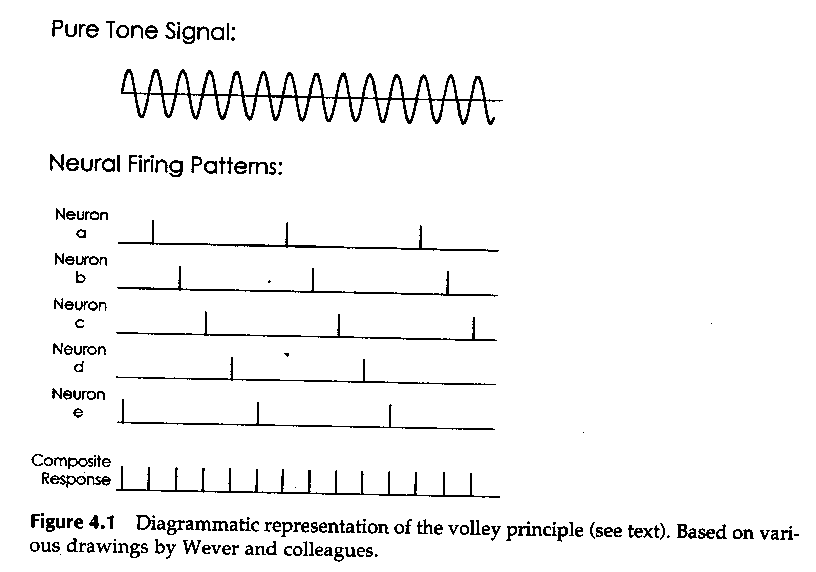 Pure Tone Signal:
Neural Firing Patterns:
Neuron
a
Neuron
b
Neuron
c
Neuron
d
Neuron
e
Composite
Response
Figure 4.1 Diagrammatic representation of the volley principle (see text). Based on vari-
ous drawings by Wever and colleagues.